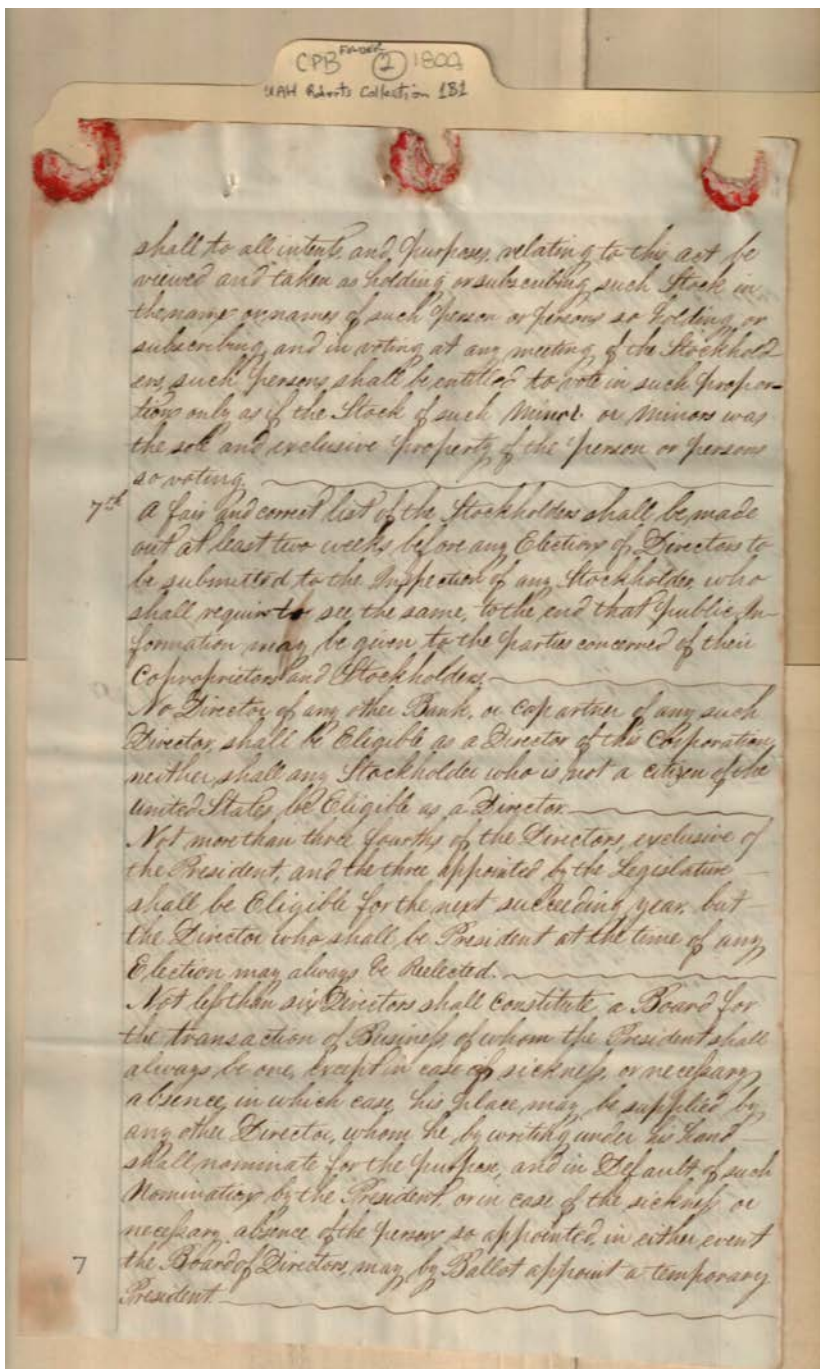 CPB FOLDER 2 1809
UAH Roberts Collection 1B1
shall to all intents and purposes, relating to this act be
viewed and taken as holding or subscribing such Stock in
the name or names of such person or persons so holding or
subscribing, and in voting at any meeting of the Stockhold
ers, such persons shall be entitled to vote in such propor-
tions only as if the Stock of such Minor or Minors was
the sole and exclusive property of the person or persons
so voting.
7th A fair and correct list of the Stockholders shall be made
out at least two weeks before any Election of Directors to
be submitted to the Inspection of any Stockholder, who
shall require to see the same, to the end that public In-
formation may be given to the parties concerned of their
Coproprietors and Stockholders.
No Director of any other Bank, or Copartner of any such
Director, shall be Eligible as a Director of this Corporation,
neither shall any Stockholder who is not a citizen of the
united States, be Eligible as a Director.
Not more than three fourths of the Directors, exclusive of
the President, and the three appointed by the Legislature
shall be Eligible for the next succeeding year, but
the Director who shall be President at the time of any
Election may always be Reelected.
Not less than six Directors shall constitute, a Board for
the transaction of Business, of whom the President shall
always be one, Except in case of sickness, or necessary
absence, in which case, his place, may be supplied by
any other Director, whom he, by writing under his hand
shall, nominate for the purpose, and in Default of such
Nomination by the President or in case of the sickness or
necessary absence of the person so appointed, in either event
7 the Board of Directors, may by Ballot appoint a temporary
President.